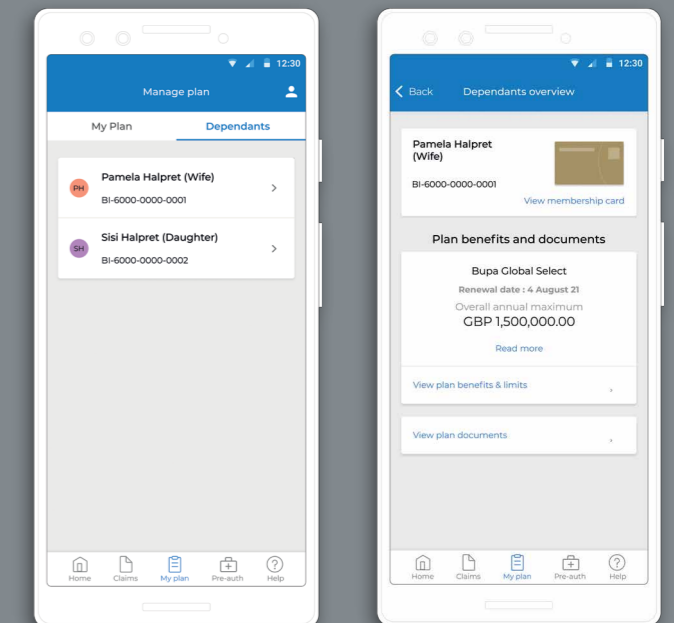 12:30
Manage plan
My Plan
Dependants
PH
Pamela Halpret (Wife)
BI-6000-0000-0001
SH
Sisi Halpret (Daughter)
BI-6000-0000-0002
Home
Claims
My plan
Pre-auth
Help
12:30
Back
Dependants overview
Pamela Halpret
(Wife)
BI-6000-0000-0001
View membership card
Plan benefits and documents
Bupa Global Select
Renewal date : 4 August 21
Overall annual maximum
GBP 1,500,000.00
Read more
View plan benefits & limits
View plan documents
Home
Claims
My plan
Pre-auth
Help